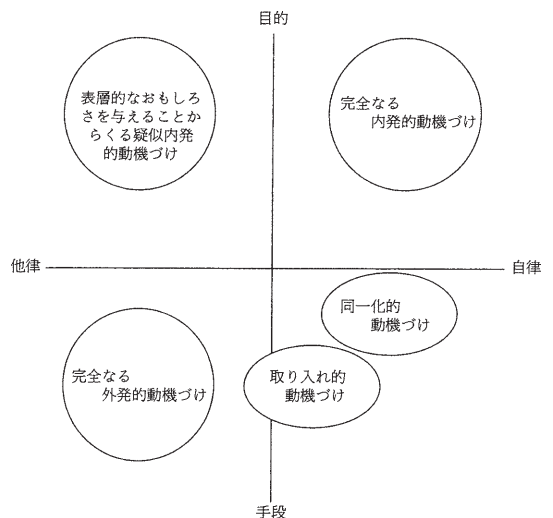 目的
表層的なおもしろ
さを与えることか
らくる疑似内発
的動機づけ
完全なる
内発的動機づけ
他律
自律
同一化的
動機づけ
完全なる
外発的動機づけ
取り入れ的
動機づけ
手段